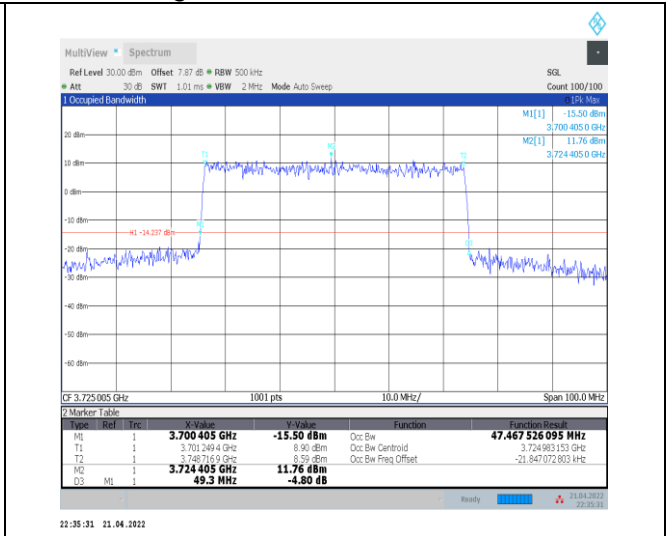 MultiView Spectrum
Ref Level 30.00 dBm Offset 7.87 dB RBW 500 kHz SGL
Att 30 dB SWT 1.01 ms VBW 2 MHz Mode Auto Sweep Count 100/100
1 Occupied Bandwidth 1Pk Max
M1[1] -15.50 dBm
3.700 405 0 GHz
M2[1] 11.76 dBm
3.724 405 0 GHz
20 dBm
10 dBm
0 dBm
-10 dBm
H1 -14.237 dBm
-20 dBm
-40 dBm
-50 dBm
-60 dBm
T1
M2
T2
M1
D3
CF 3.725 005 GHz 1001 pts 10.0 MHz/ Span 100.0 MHz
2 Marker Table
Type Ref Trc X-Value Y-Value Function Function Result
M1 1 3.700 405 GHz -15.50 dBm Occ Bw 47.467 526 095 MHz
T1 1 3.701 249 4 GHz 8.90 dBm Occ Bw Centroid 3.724 983 153 GHz
T2 1 3.748 716 9 GHz 8.59 dBm Occ Bw Freq Offset -21.847 072 803 kHz
M2 1 3.724 405 GHz 11.76 dBm
D3 M1 1 49.3 MHz -4.80 dB
Ready 21.04.2022
22:35:31
22:35:31 21.04.2022